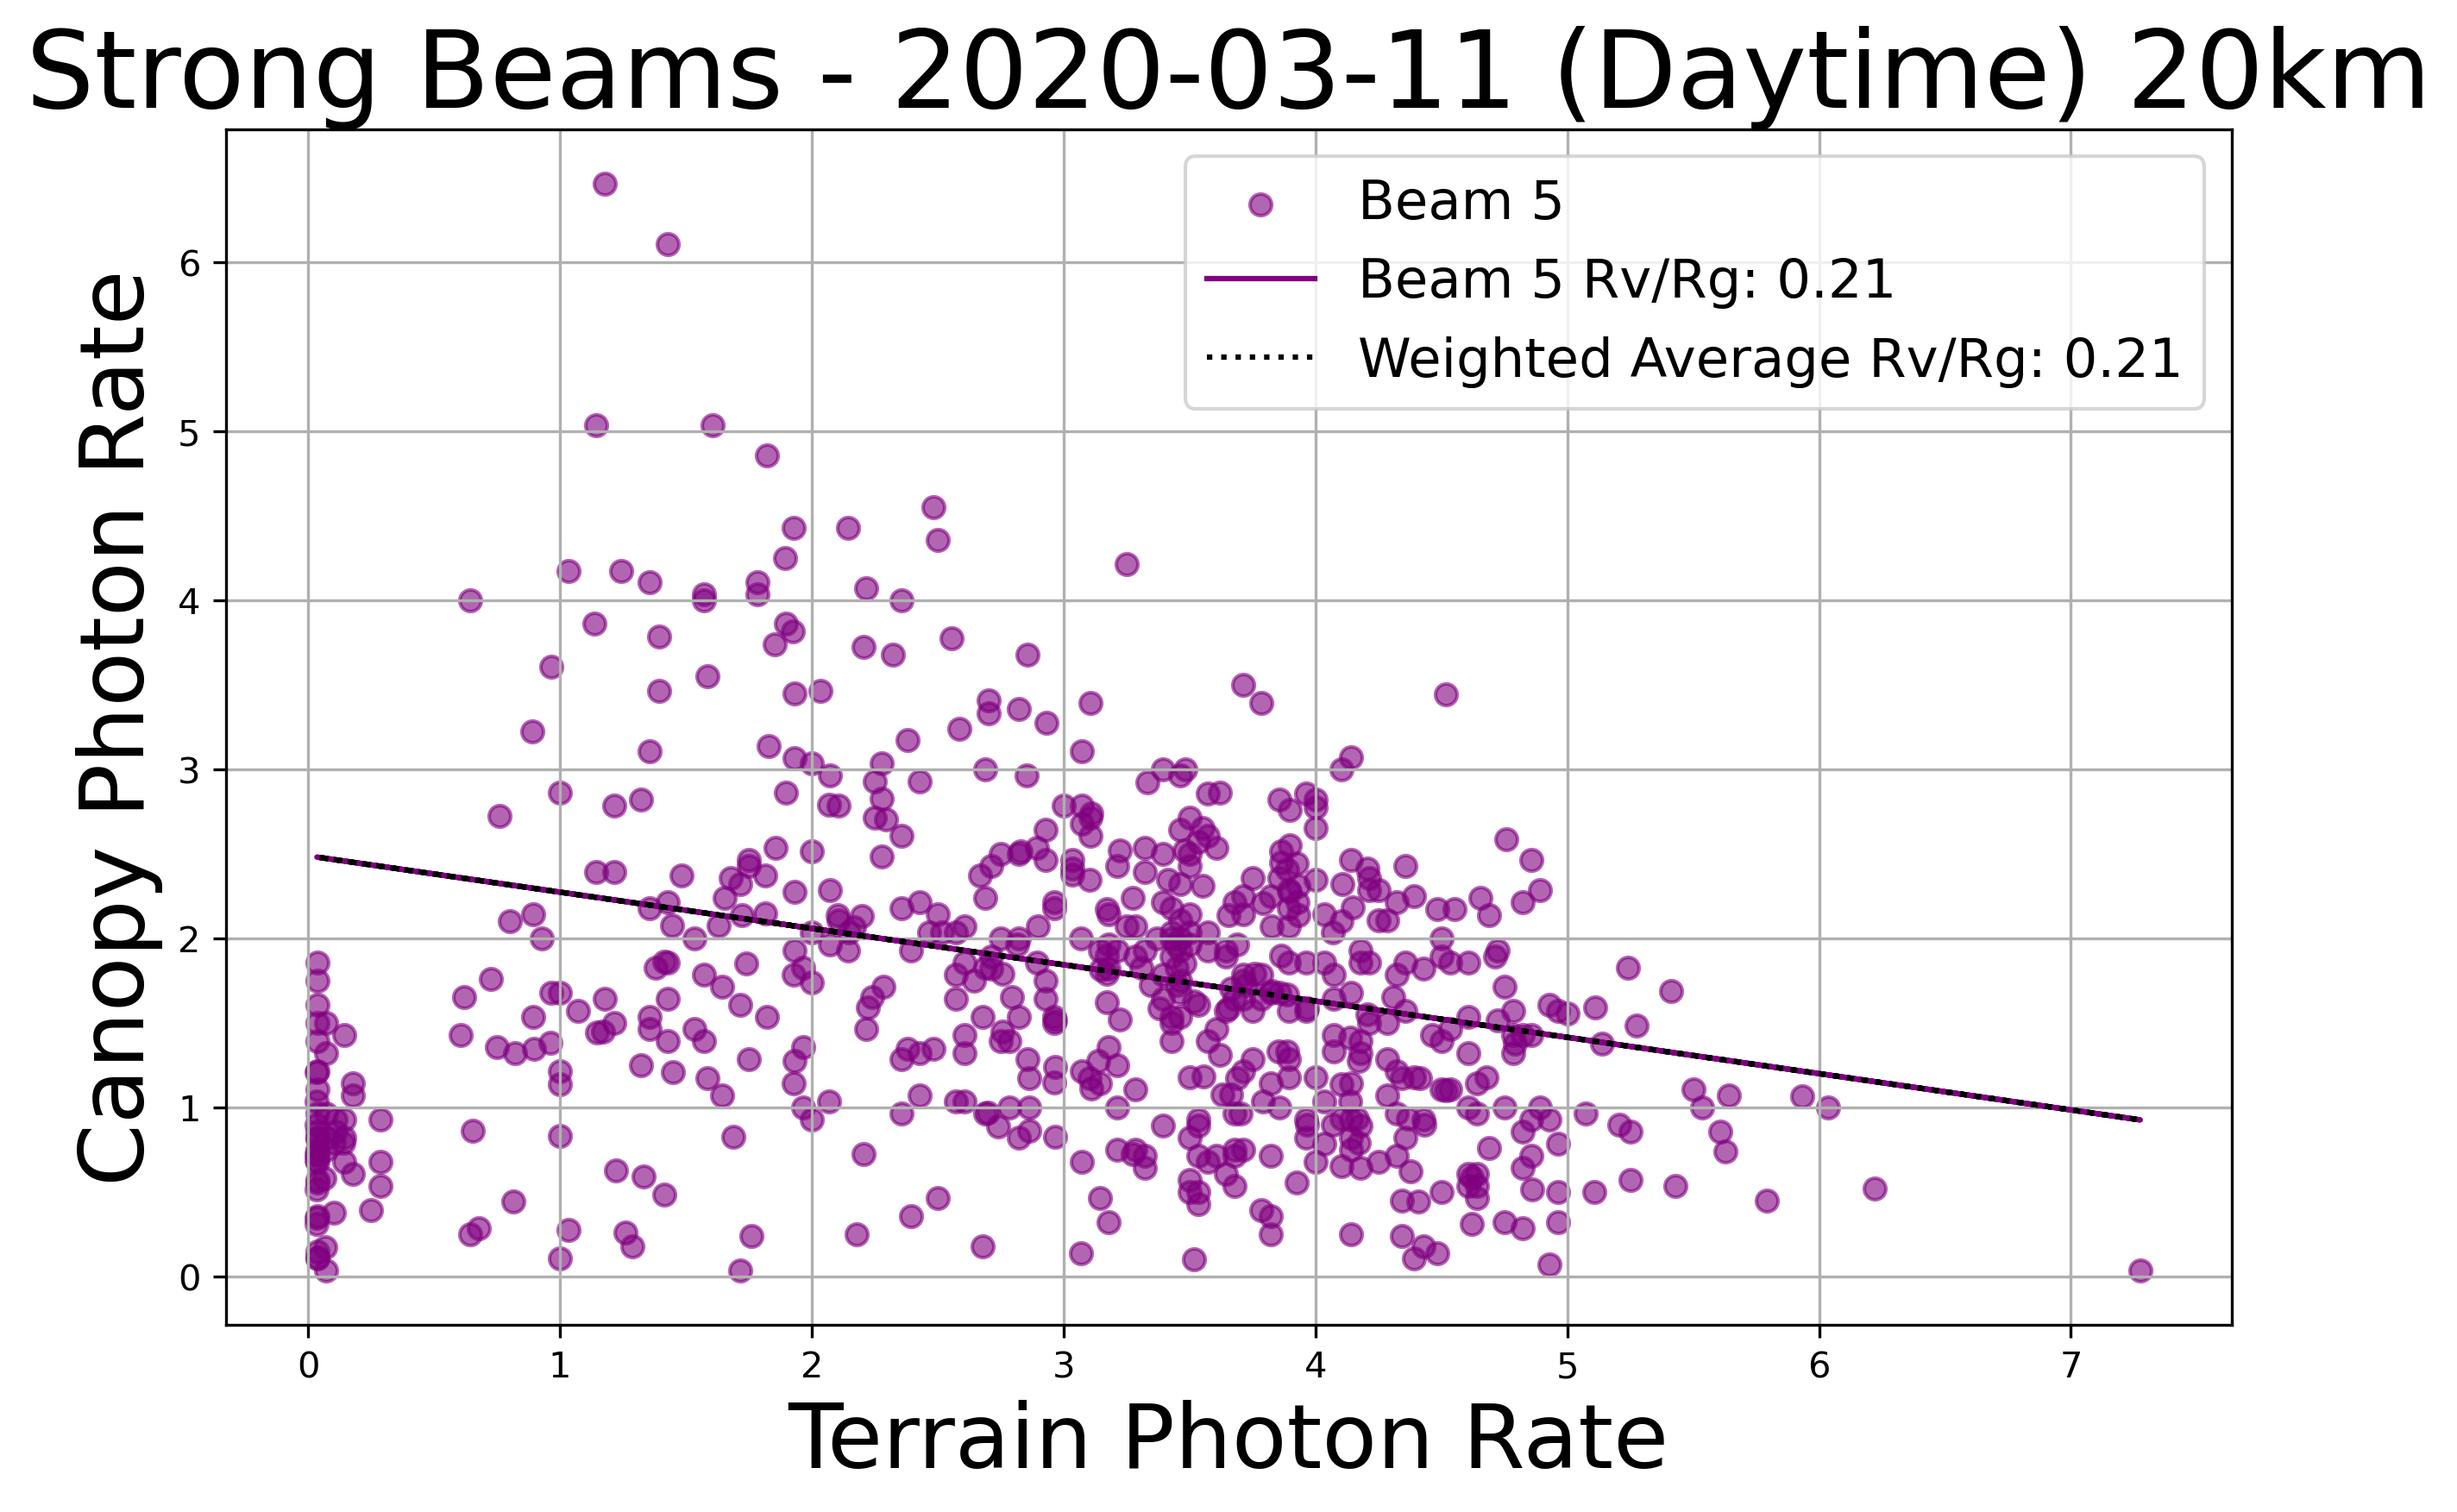 Strong Beams - 2020-03-11 (Daytime) 20km
Beam 5
Beam 5 Rv/Rg: 0.21
Weighted Average Rv/Rg: 0.21
Canopy Photon Rate
6
5
4
3
2
1
0
0 1 2 3 4 5 6 7
Terrain Photon Rate